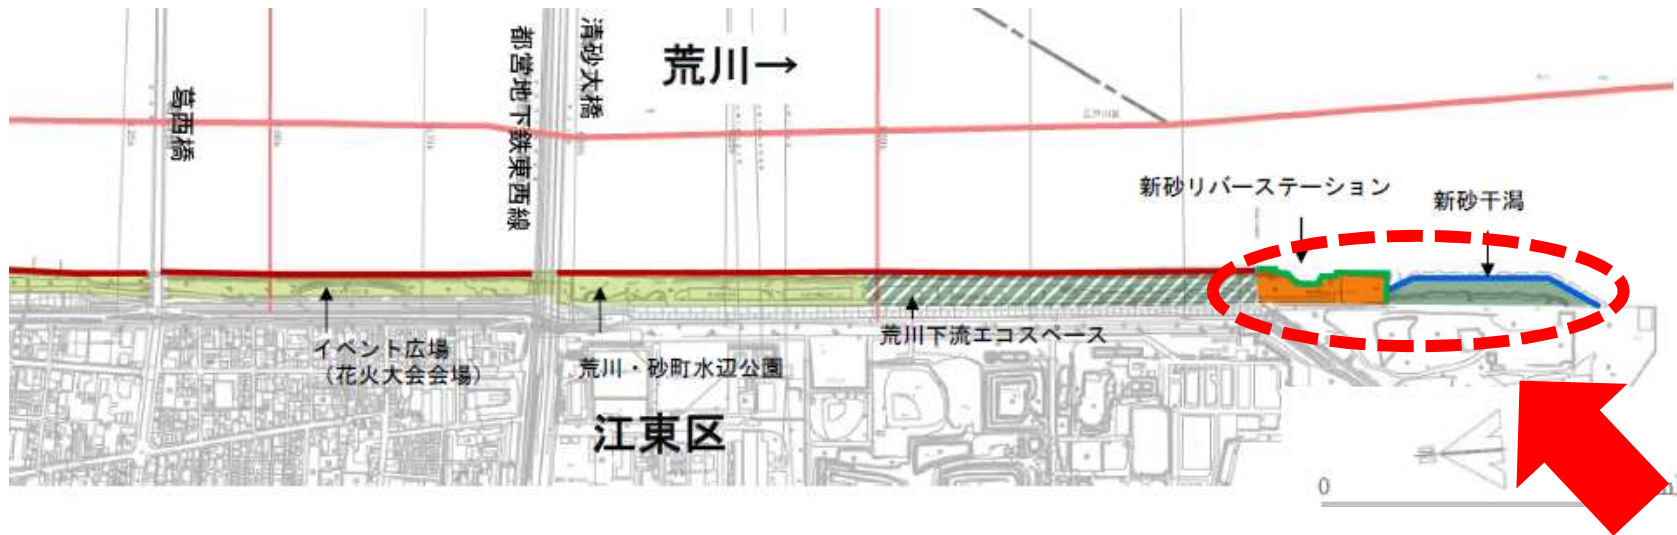 荒川→
葛西橋
都営地下鉄東西線
清砂大橋
新砂リバーステーション
新砂干潟
イベント広場
（花火大会会場）
荒川・砂町水辺公園
荒川下流エコスペース
江東区
0